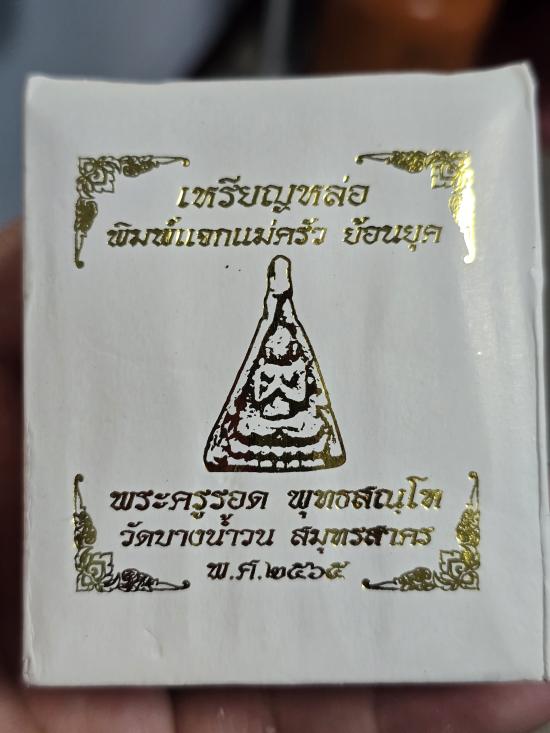 เหรียญหล่อ
พิมพ์แจกแม่ครัว ย้อนยุค
พระครูรอด พุทธสณฺโฑ
วัดบางน้ำวน สมุทรสาคร
พ.ศ.๒๕๖๕